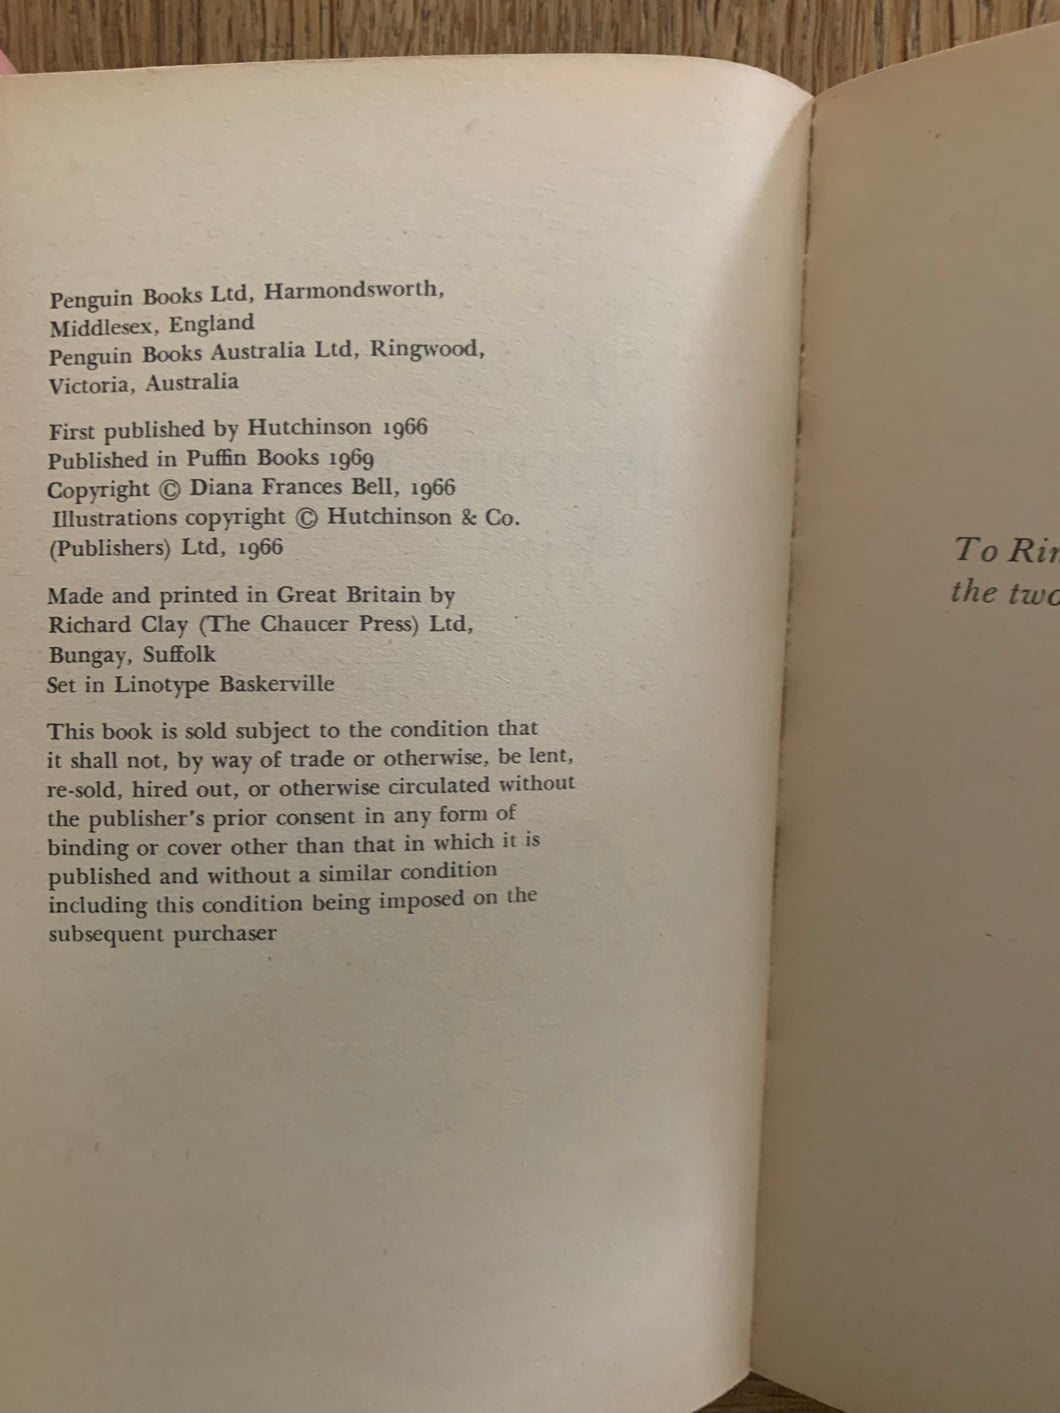 Penguin Books Ltd, Harmondsworth,
Middlesex, England
Penguin Books Australia Ltd, Ringwood,
Victoria, Australia
First published by Hutchinson 1966
Published in Puffin Books 1969
Copyright © Diana Frances Bell, 1966
Illustrations copyright © Hutchinson & Co.
(Publishers) Ltd, 1966
Made and printed in Great Britain by
Richard Clay (The Chaucer Press) Ltd,
Bungay, Suffolk
Set in Linotype Baskerville
This book is sold subject to the condition that
it shall not, by way of trade or otherwise, be lent,
re-sold, hired out, or otherwise circulated without
the publisher's prior consent in any form of
binding or cover other than that in which it is
published and without a similar condition
including this condition being imposed on the
subsequent purchaser
To
the two